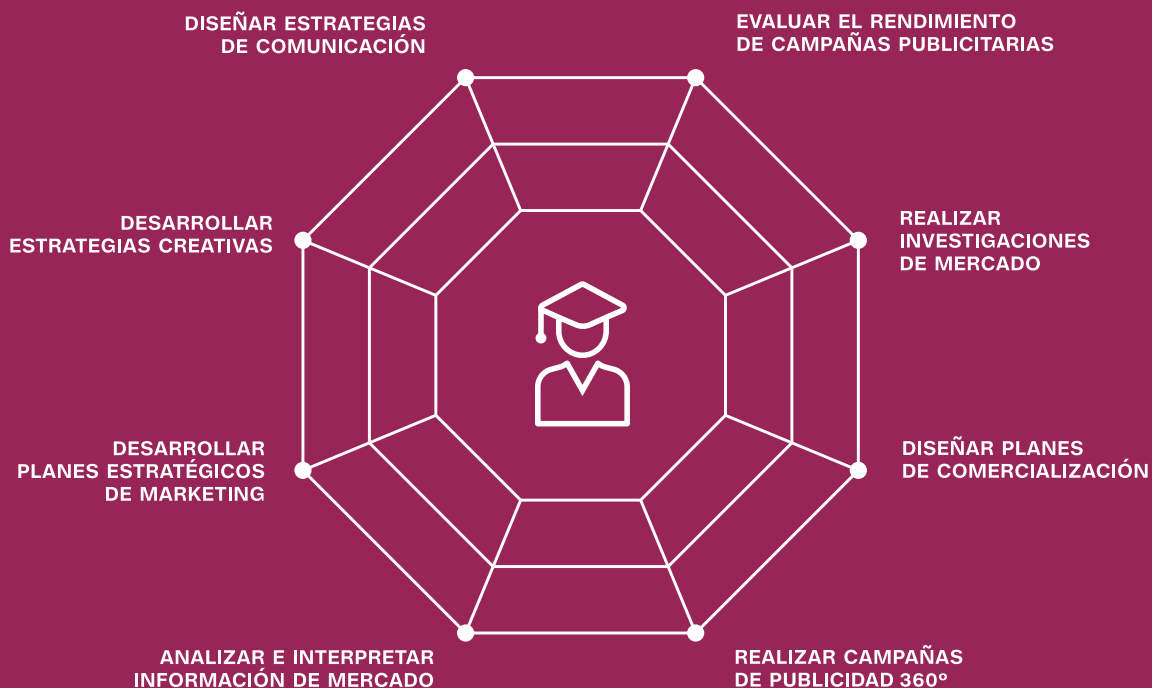 DISEÑAR ESTRATEGIAS
DE COMUNICACIÓN
EVALUAR EL RENDIMIENTO
DE CAMPAÑAS PUBLICITARIAS
DESARROLLAR
ESTRATEGIAS CREATIVAS
REALIZAR
INVESTIGACIONES
DE MERCADO
DESARROLLAR
PLANES ESTRATÉGICOS
DE MARKETING
DISEÑAR PLANES
DE COMERCIALIZACIÓN
ANALIZAR E INTERPRETAR
INFORMACIÓN DE MERCADO
REALIZAR CAMPAÑAS
DE PUBLICIDAD 360º